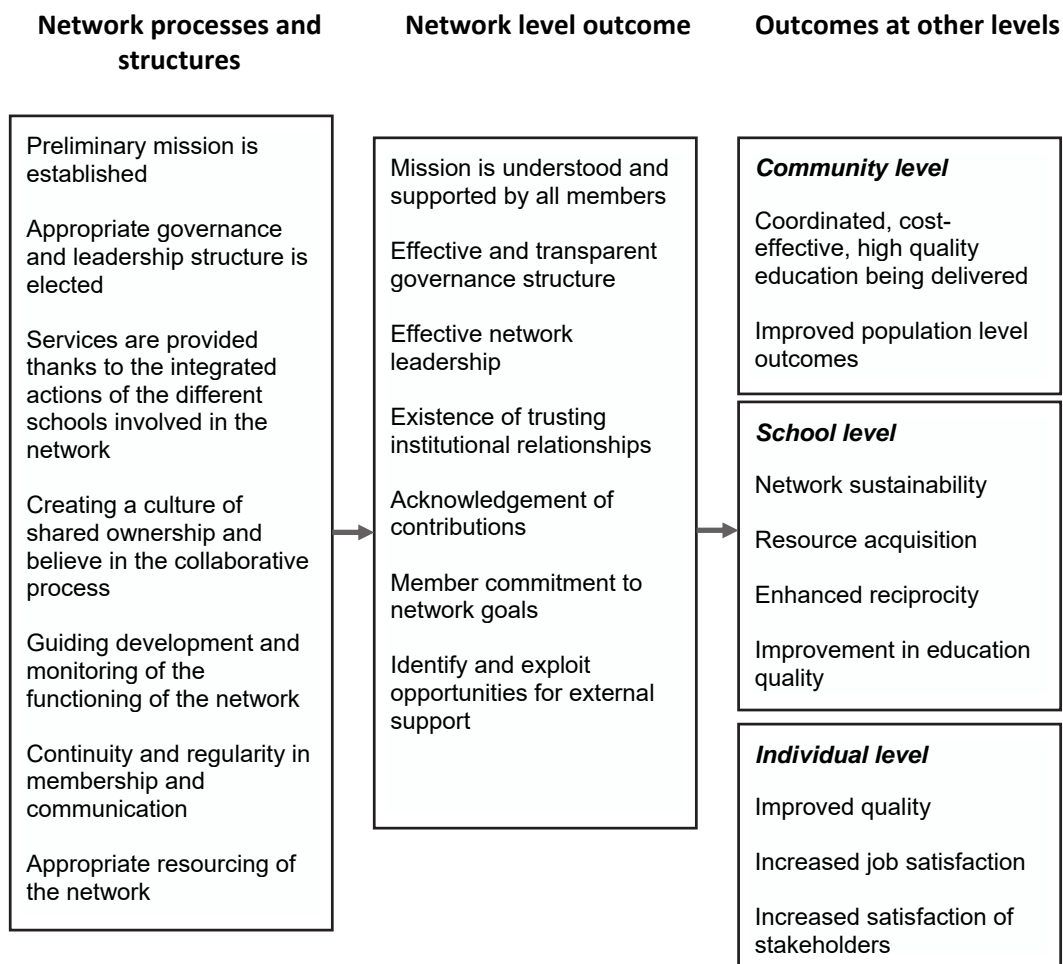 Network processes and
structures
Network level outcome
Outcomes at other levels
Preliminary mission is
established
Appropriate governance
and leadership structure is
elected
Services are provided
thanks to the integrated
actions of the different
schools involved in the
network
Creating a culture of
shared ownership and
believe in the collaborative
process
Guiding development and
monitoring of the
functioning of the network
Continuity and regularity in
membership and
communication
Appropriate resourcing of
the network
Mission is understood and
supported by all members
Effective and transparent
governance structure
Effective network
leadership
Existence of trusting
institutional relationships
Acknowledgement of
contributions
Member commitment to
network goals
Identify and exploit
opportunities for external
support
Community level
Coordinated, cost-
effective, high quality
education being delivered
Improved population level
outcomes
School level
Network sustainability
Resource acquisition
Enhanced reciprocity
Improvement in education
quality
Individual level
Improved quality
Increased job satisfaction
Increased satisfaction of
stakeholders